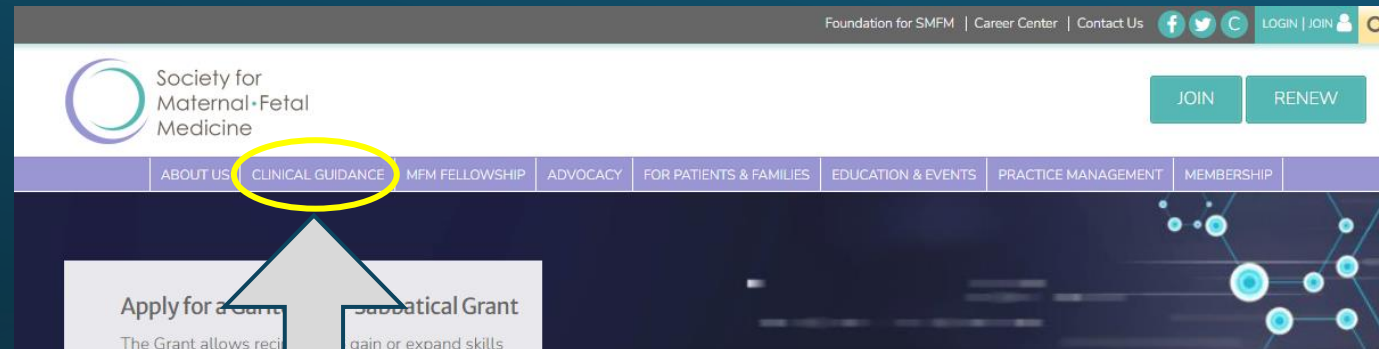 Foundation for SMFM | Career Center | Contact Us
LOGIN | JOIN
Society for
Maternal·Fetal
Medicine
JOIN RENEW
ABOUT US CLINICAL GUIDANCE MFM FELLOWSHIP ADVOCACY FOR PATIENTS & FAMILIES EDUCATION & EVENTS PRACTICE MANAGEMENT MEMBERSHIP
Apply for a Sabbatical Grant
The Grant allows gain or expand skills